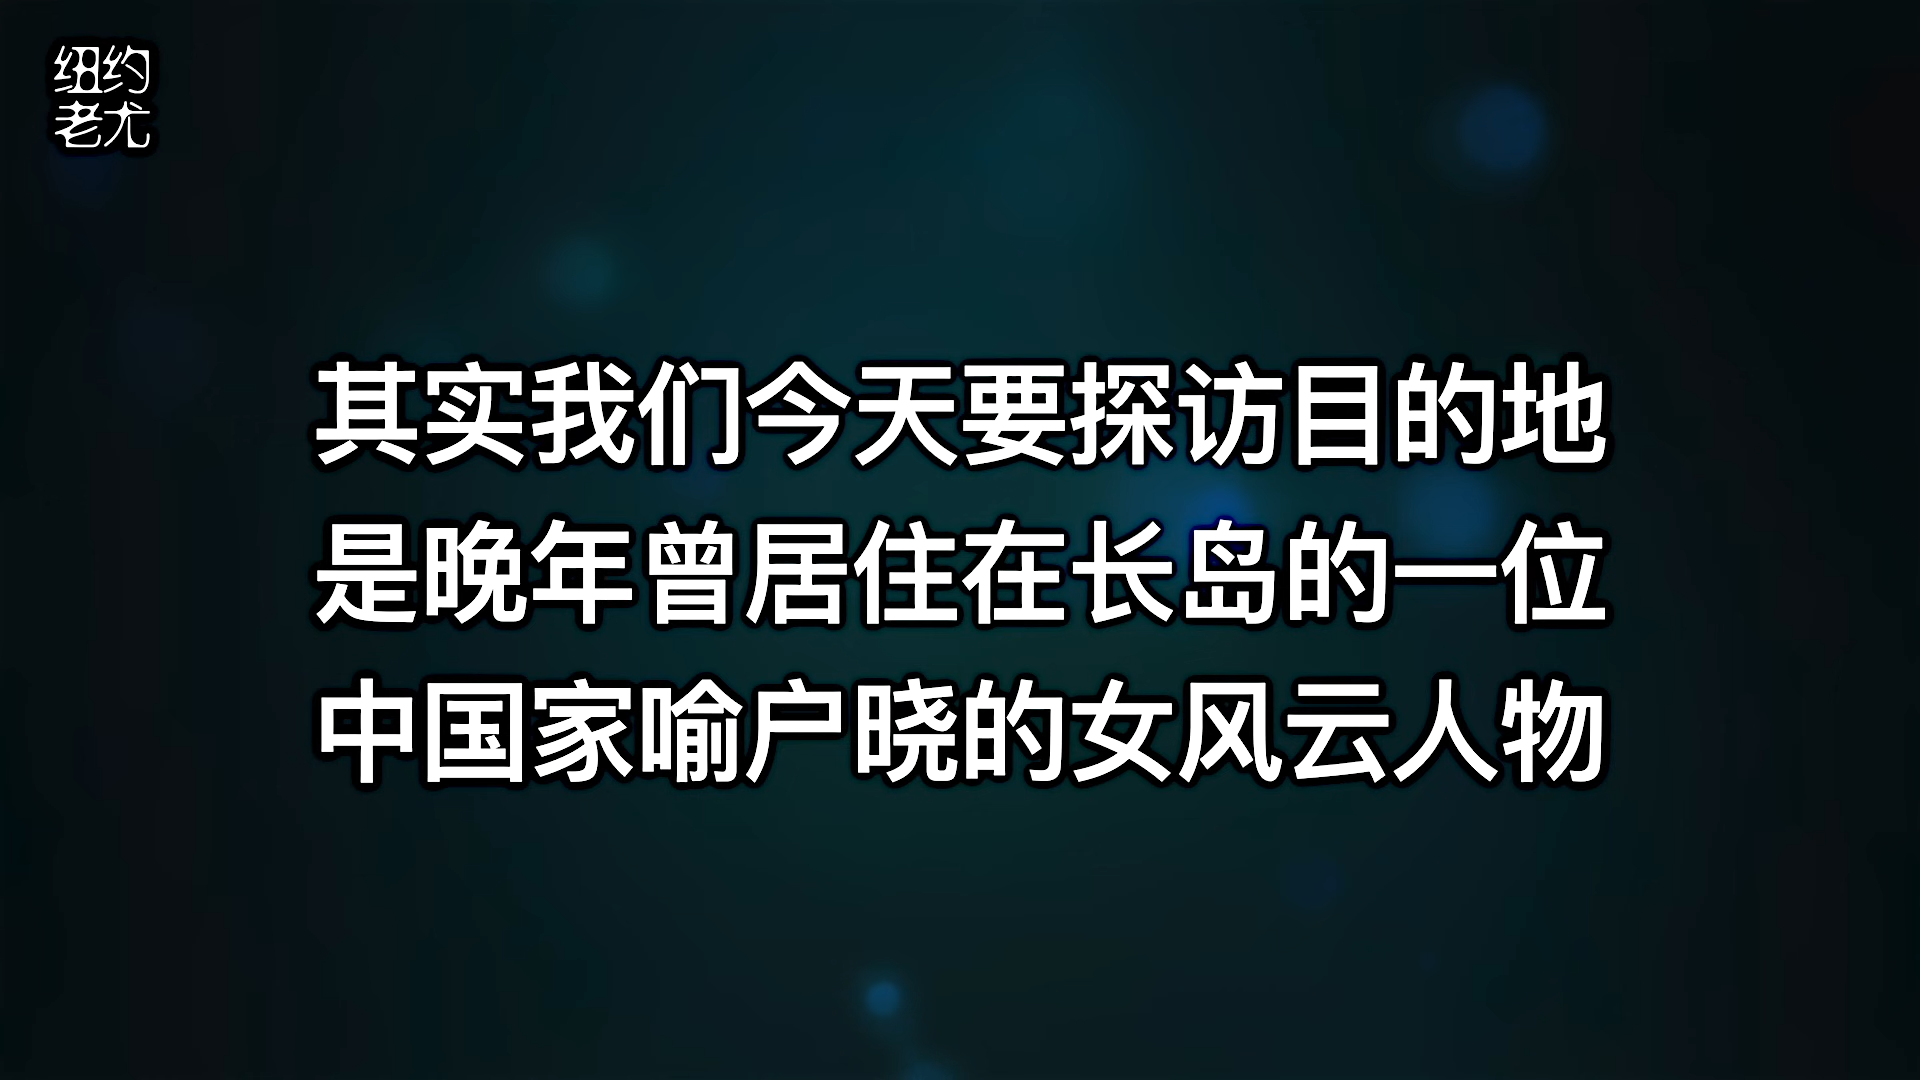 纽约
老尤
其实我们今天要探访目的地
是晚年曾居住在长岛的一位
中国家喻户晓的女风云人物